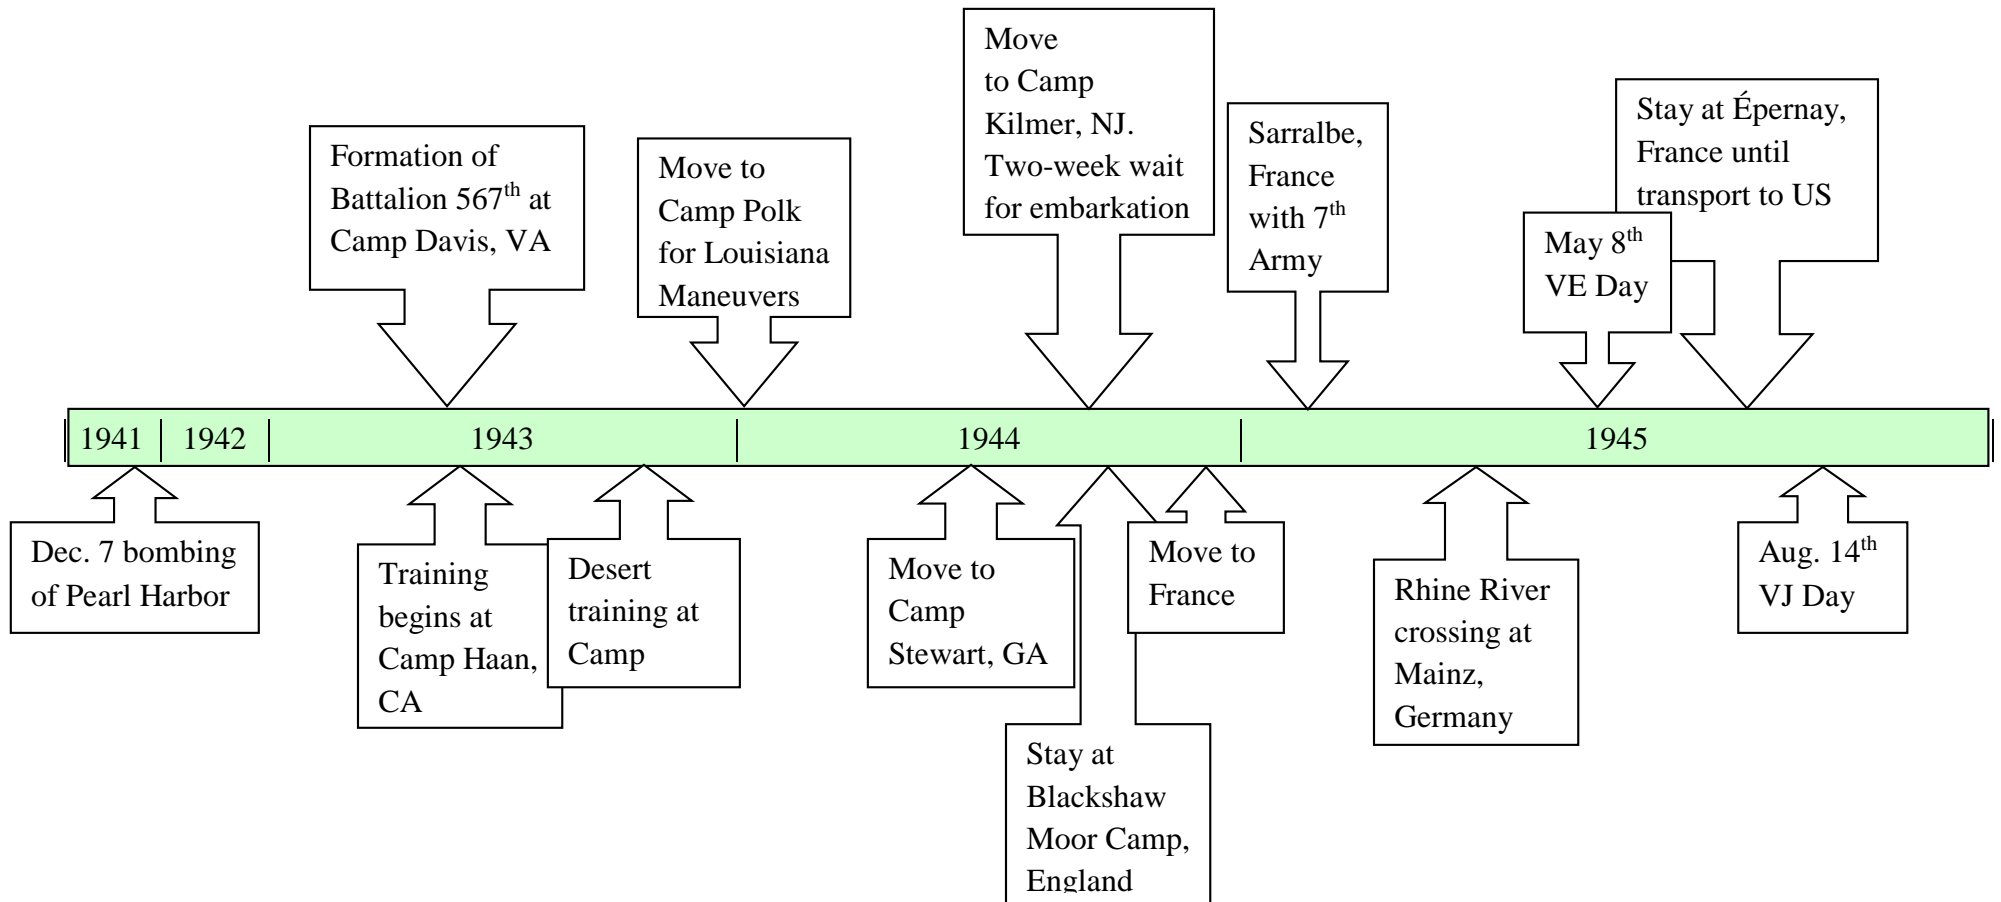 Move
to Camp
Kilmer, NJ.
Two-week wait
for embarkation
Formation of
Battalion 567th at
Camp Davis, VA
Move to
Camp Polk
for Louisiana
Maneuvers
Sarralbe,
France
with 7th
Army
May 8th
VE Day
Stay at Épernay,
France until
transport to US
1941
1942
1943
1944
1945
Dec. 7 bombing
of Pearl Harbor
Training
begins at
Camp Haan,
CA
Desert
training at
Camp
Move to
Camp
Stewart, GA
Stay at
Blackshaw
Moor Camp,
England
Move to
France
Rhine River
crossing at
Mainz,
Germany
Aug. 14th
VJ Day